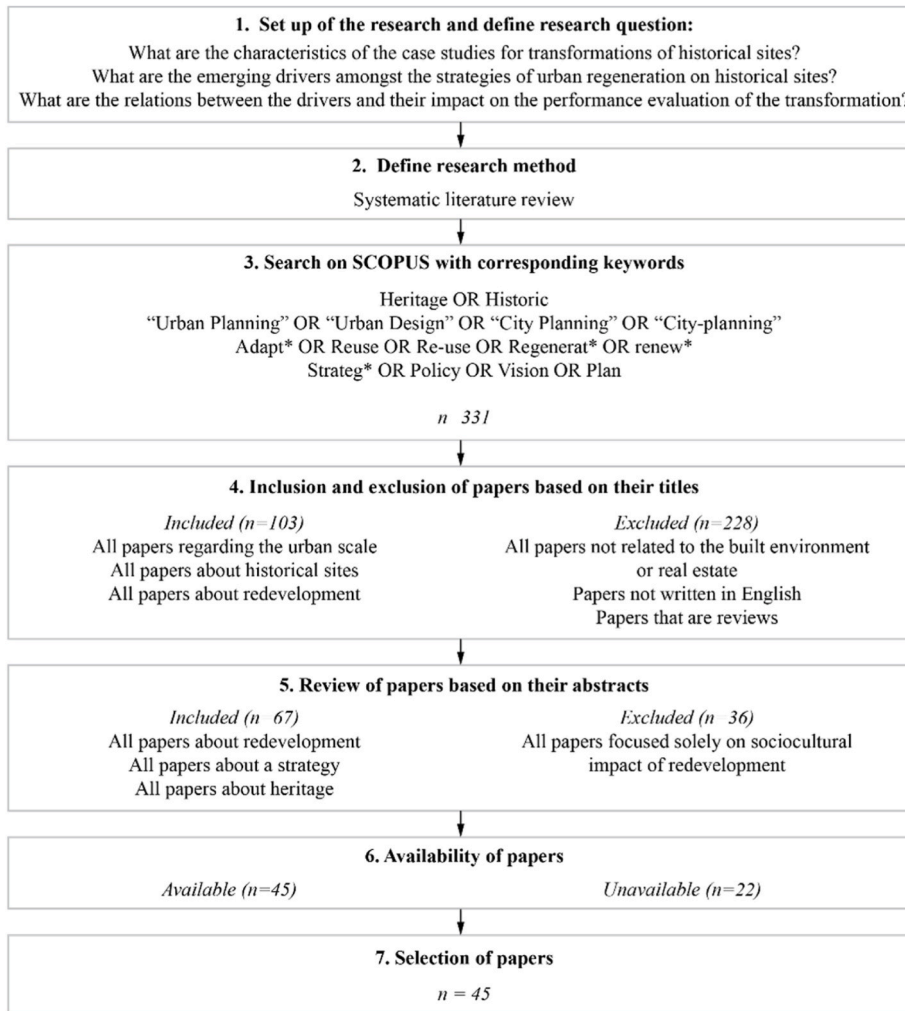 1. Set up of the research and define research question:
What are the characteristics of the case studies for transformations of historical sites?
What are the emerging drivers amongst the strategies of urban regeneration on historical sites?
What are the relations between the drivers and their impact on the performance evaluation of the transformation?
2. Define research method
Systematic literature review
3. Search on SCOPUS with corresponding keywords
Heritage OR Historic
“Urban Planning” OR “Urban Design” OR “City Planning” OR “City-planning”
Adapt* OR Reuse OR Re-use OR Regenerat* OR renew*
Strateg* OR Policy OR Vision OR Plan
n 331
4. Inclusion and exclusion of papers based on their titles
Included (n=103)
All papers regarding the urban scale
All papers about historical sites
All papers about redevelopment
Excluded (n=228)
All papers not related to the built environment
or real estate
Papers not written in English
Papers that are reviews
5. Review of papers based on their abstracts
Included (n 67)
All papers about redevelopment
All papers about a strategy
All papers about heritage
Excluded (n 36)
All papers focused solely on sociocultural
impact of redevelopment
6. Availability of papers
Available (n=45)
Unavailable (n=22)
7. Selection of papers
n = 45